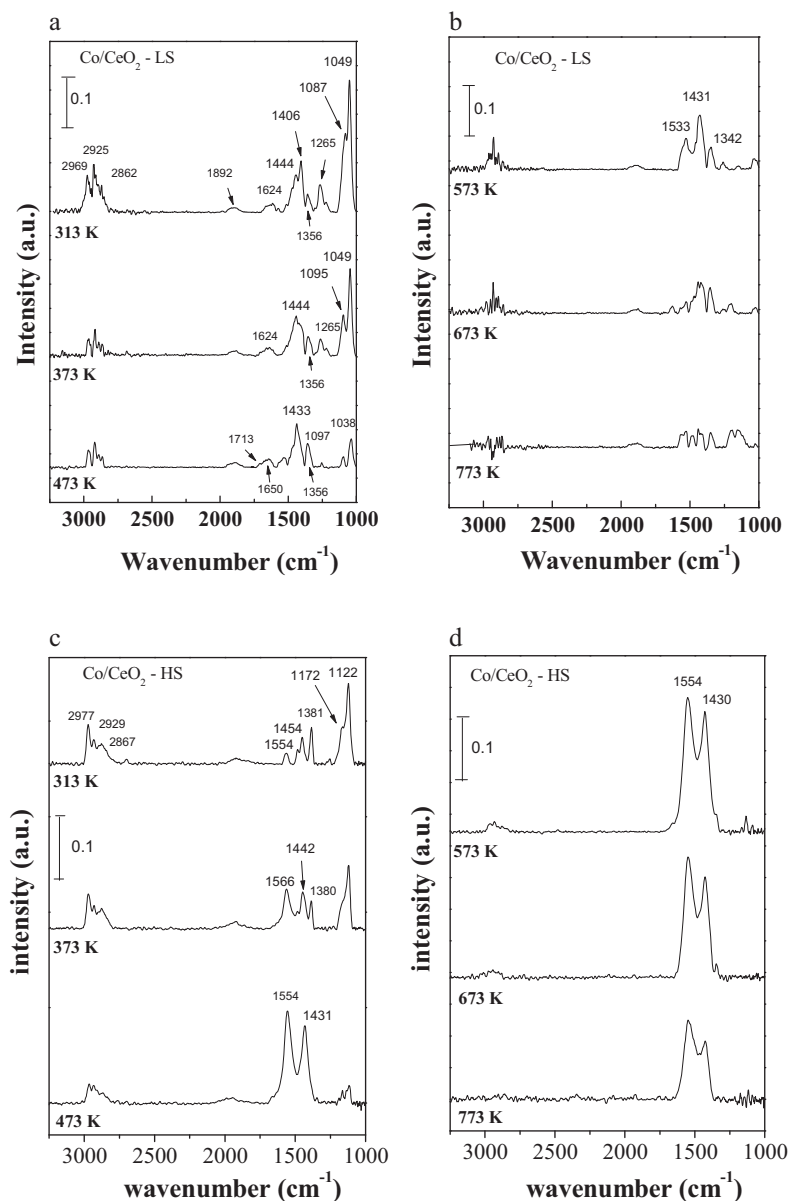 a
Co/CeO₂ - LS
0.1
1049
1087
1406
1265
2925
2969
2862
1892
1444
1624
1356
313 K
1049
1095
1444
1265
1624
1356
373 K
1433
1038
1713
1097
1650
1356
473 K
Intensity (a.u.)
3000 2500 2000 1500 1000
Wavenumber (cm⁻¹)
b
Co/CeO₂ - LS
0.1
1431
1533
1342
573 K
673 K
773 K
Intensity (a.u.)
3000 2500 2000 1500 1000
Wavenumber (cm⁻¹)
c
Co/CeO₂ - HS
1172 1122
2977
2929
2867
1381
1454
1554
313 K
0.1
1442
1566
1380
373 K
1554
1431
473 K
intensity (a.u.)
3000 2500 2000 1500 1000
wavenumber (cm⁻¹)
d
Co/CeO₂ - HS
0.1
1554
1430
573 K
673 K
773 K
intensity (a.u.)
3000 2500 2000 1500 1000
wavenumber (cm⁻¹)